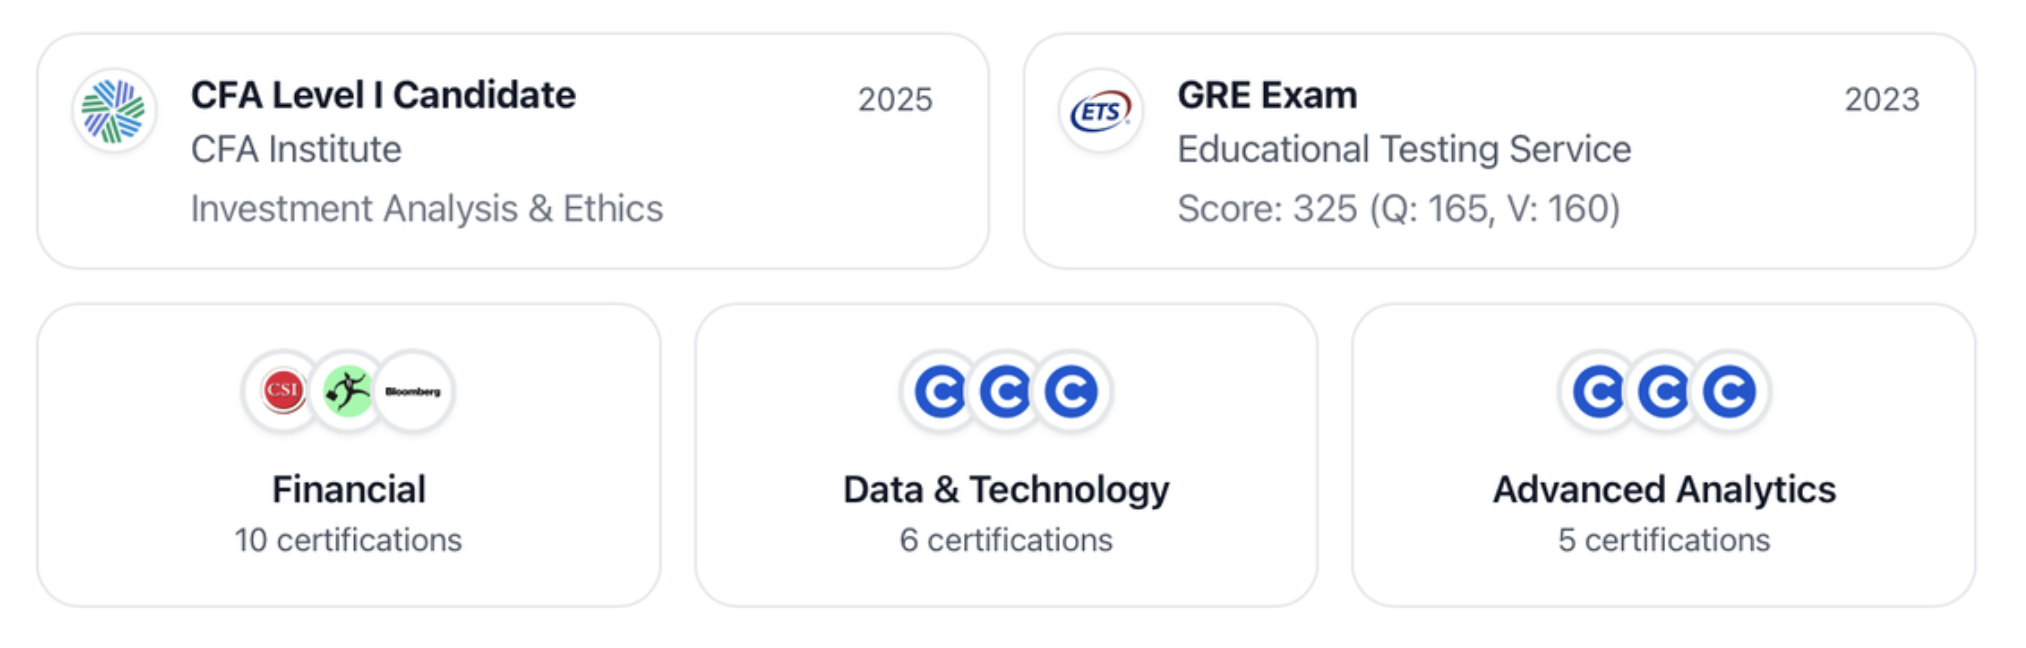 CFA Level I Candidate
2025
CFA Institute
Investment Analysis & Ethics
ETS
GRE Exam
2023
Educational Testing Service
Score: 325 (Q: 165, V: 160)
CSI
Bloomberg
Financial
10 certifications
C C C
Data & Technology
6 certifications
C C C
Advanced Analytics
5 certifications